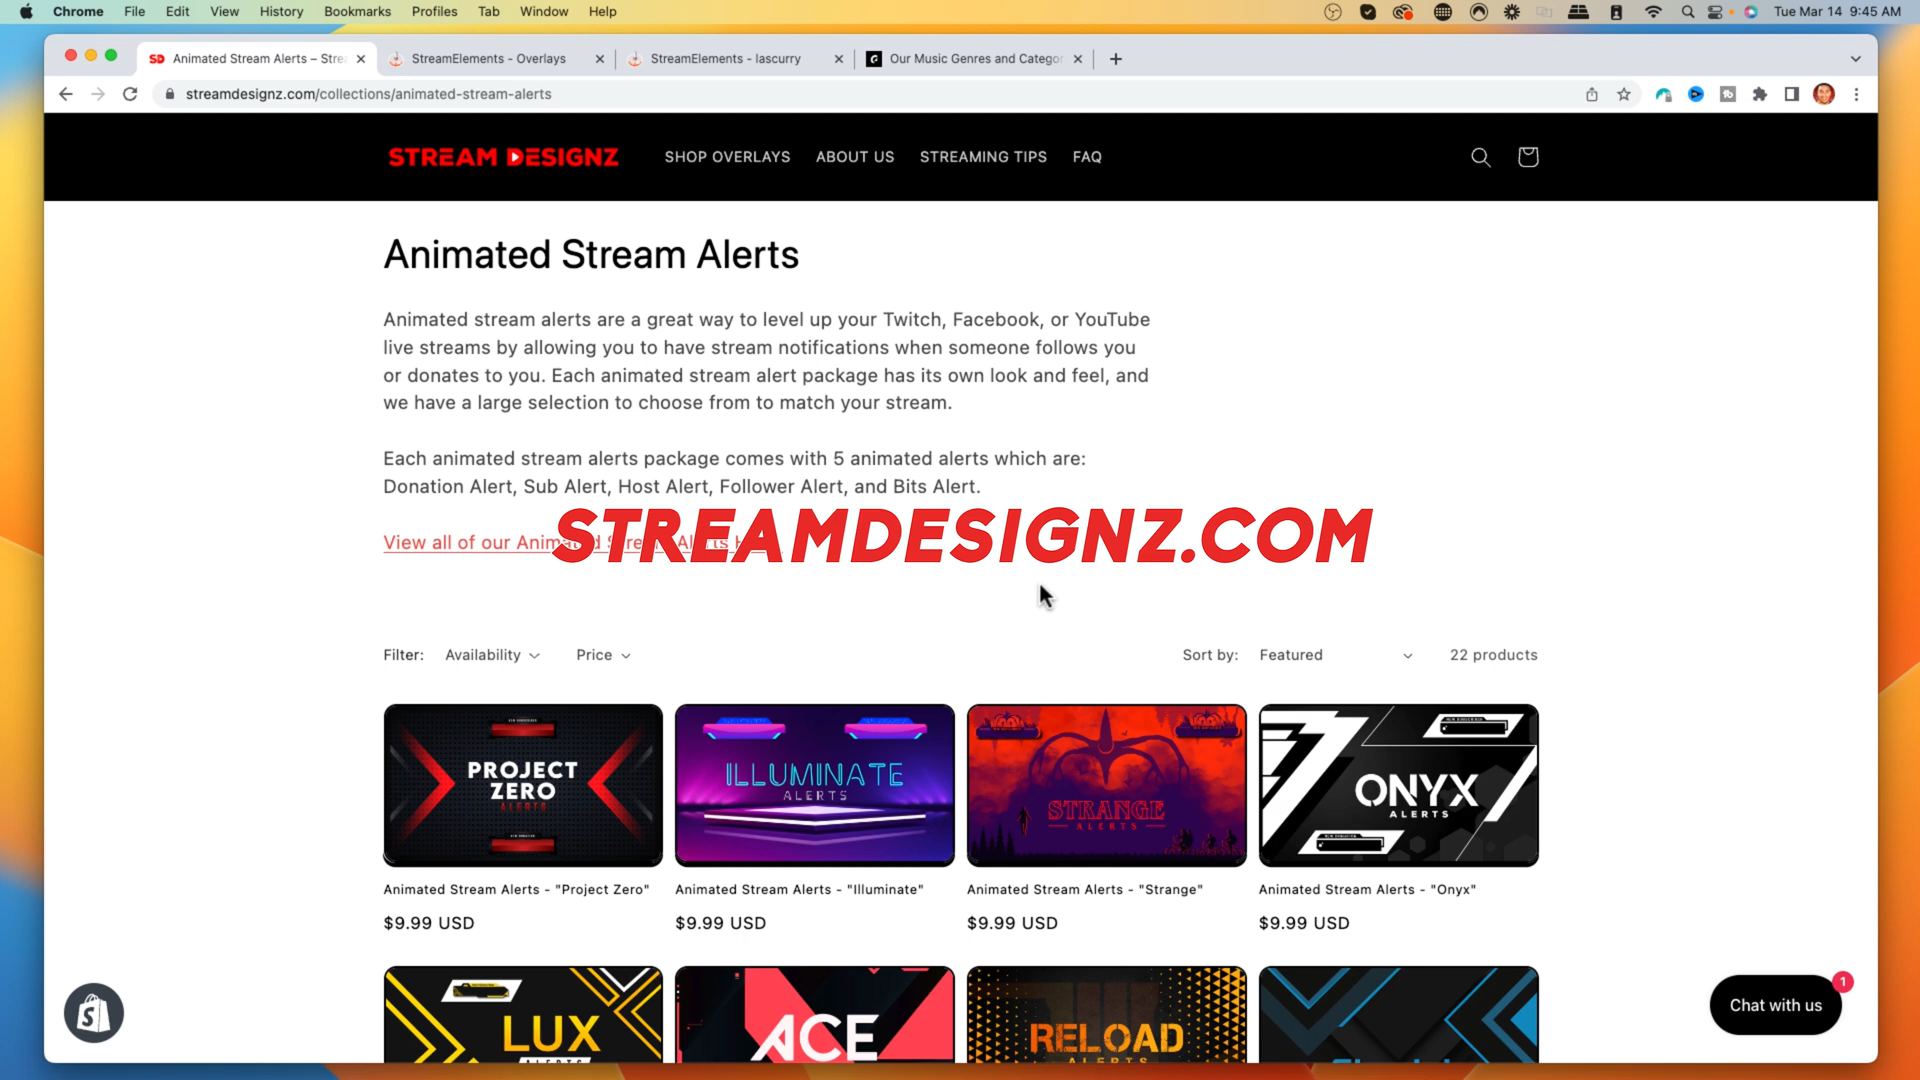 Chrome File Edit View History Bookmarks Profiles Tab Window Help Tue Mar 14 9:45 AM
SD Animated Stream Alerts – Stre StreamElements - Overlays StreamElements - lascurry Our Music Genres and Categor
streamdesignz.com/collections/animated-stream-alerts
STREAM DESIGNZ SHOP OVERLAYS ABOUT US STREAMING TIPS FAQ
Animated Stream Alerts
Animated stream alerts are a great way to level up your Twitch, Facebook, or YouTube
live streams by allowing you to have stream notifications when someone follows you
or donates to you. Each animated stream alert package has its own look and feel, and
we have a large selection to choose from to match your stream.
Each animated stream alerts package comes with 5 animated alerts which are:
Donation Alert, Sub Alert, Host Alert, Follower Alert, and Bits Alert.
View all of our Animated Stream Alerts
STREAMDESIGNZ.COM
Filter: Availability Price Sort by: Featured 22 products
PROJECT
ZERO
ALERTS
ILLUMINATE
ALERTS
STRANGE
ALERTS
ONYX
ALERTS
Animated Stream Alerts - "Project Zero" Animated Stream Alerts - "Illuminate" Animated Stream Alerts - "Strange" Animated Stream Alerts - "Onyx"
$9.99 USD $9.99 USD $9.99 USD $9.99 USD
LUX
ALERTS
ACE
RELOAD
ALERTS
Chat with us
1